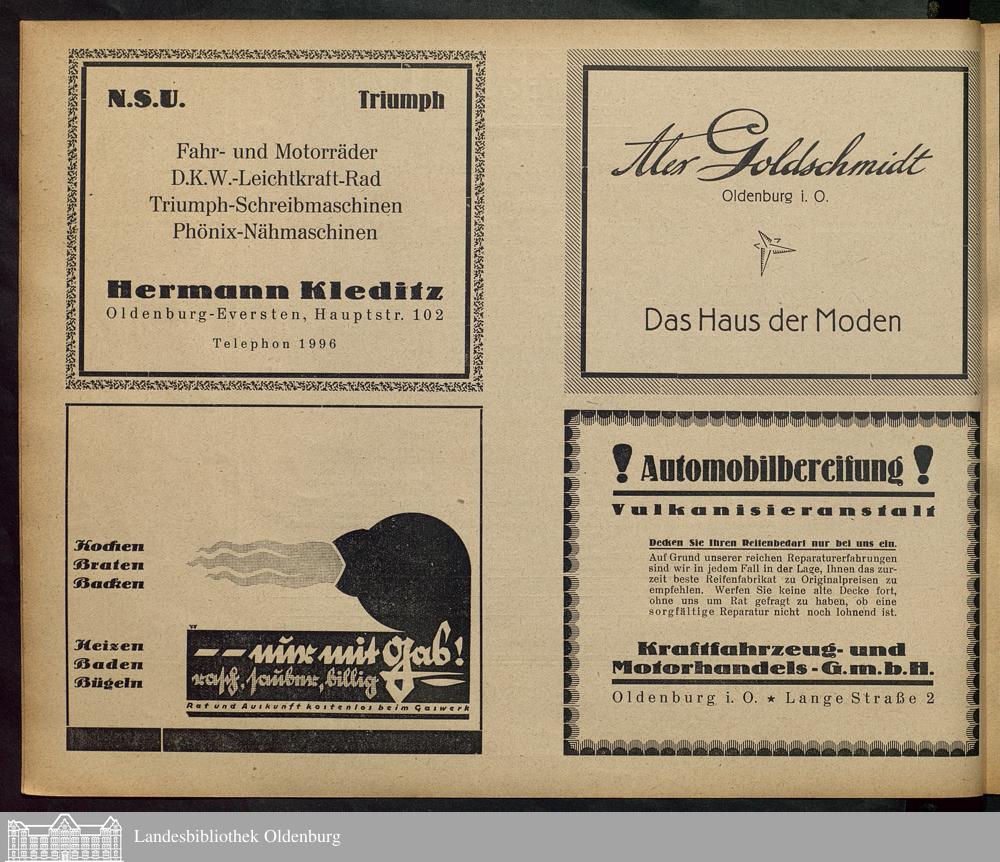 N.S.U. Triumph
Fahr- und Motorräder
D.K.W.-Leichtkraft-Rad
Triumph-Schreibmaschinen
Phönix-Nähmaschinen
Hermann Kleditz
Oldenburg-Eversten, Hauptstr. 102
Telephon 1996
Alex Goldschmidt
Oldenburg i. O.
Das Haus der Moden
Kochen
Braten
Backen
Heizen
Baden
Bügeln
-- nur mit Gas!
rasch, sauber, billig
Rat und Auskunft kostenlos beim Gaswerk
! Automobilbereifung !
Vulkanisieranstalt
Decken Sie Ihren Reifenbedarf nur bei uns ein.
Auf Grund unserer reichen Reparaturerfahrungen
sind wir in jedem Fall in der Lage, Ihnen das zur-
zeit beste Reifenfabrikat zu Originalpreisen zu
empfehlen. Werfen Sie keine alte Decke fort,
ohne uns um Rat gefragt zu haben, ob eine
sorgfältige Reparatur nicht noch lohnend ist.
Kraftfahrzeug- und
Motorhandels-G.m.b.H.
Oldenburg i. O. ★ Lange Straße 2
Landesbibliothek Oldenburg